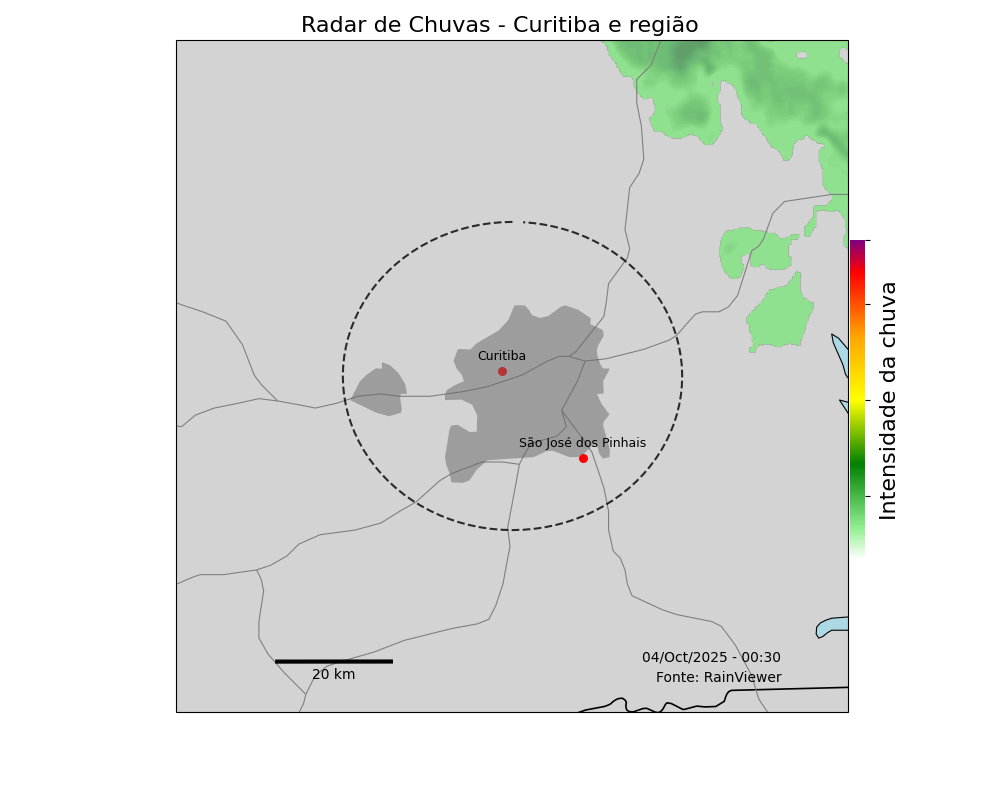 Radar de Chuvas - Curitiba e região
Curitiba
São José dos Pinhais
Intensidade da chuva
04/Oct/2025 - 00:30
20 km
Fonte: RainViewer